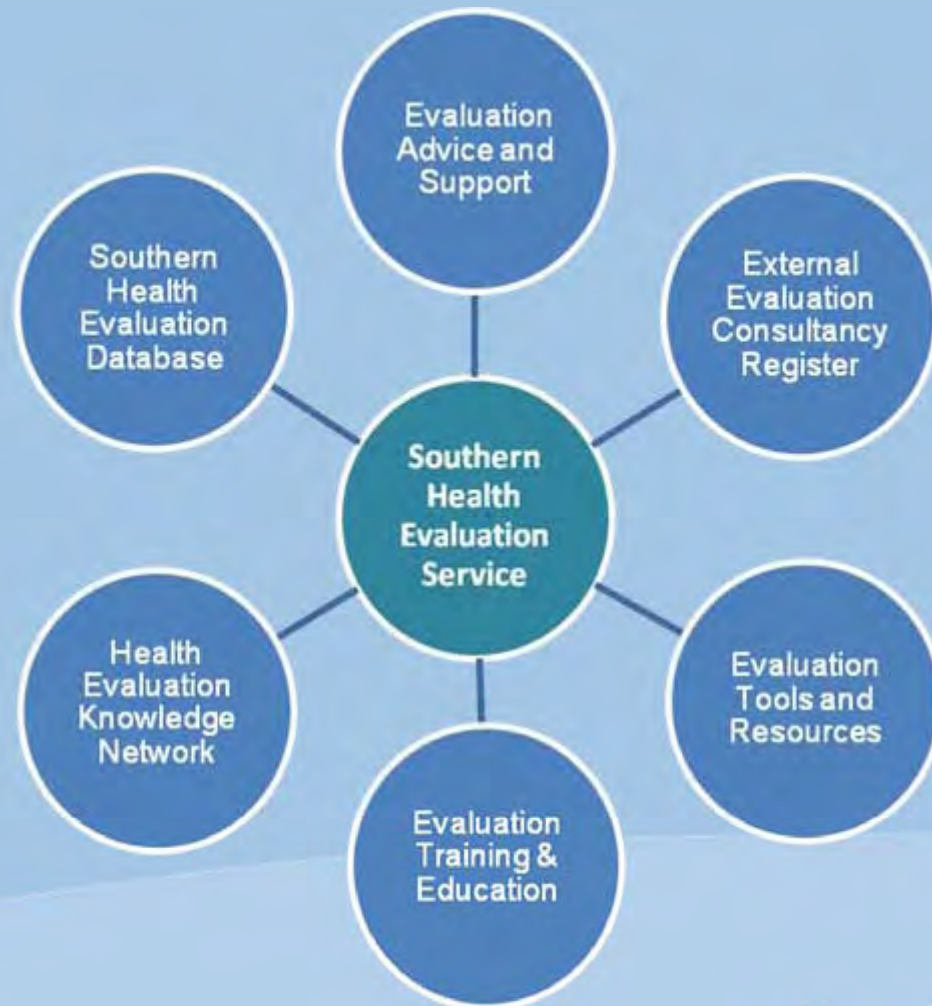 Evaluation
Advice and
Support
Southern
Health
Evaluation
Database
External
Evaluation
Consultancy
Register
Southern
Health
Evaluation
Service
Health
Evaluation
Knowledge
Network
Evaluation
Tools and
Resources
Evaluation
Training &
Education